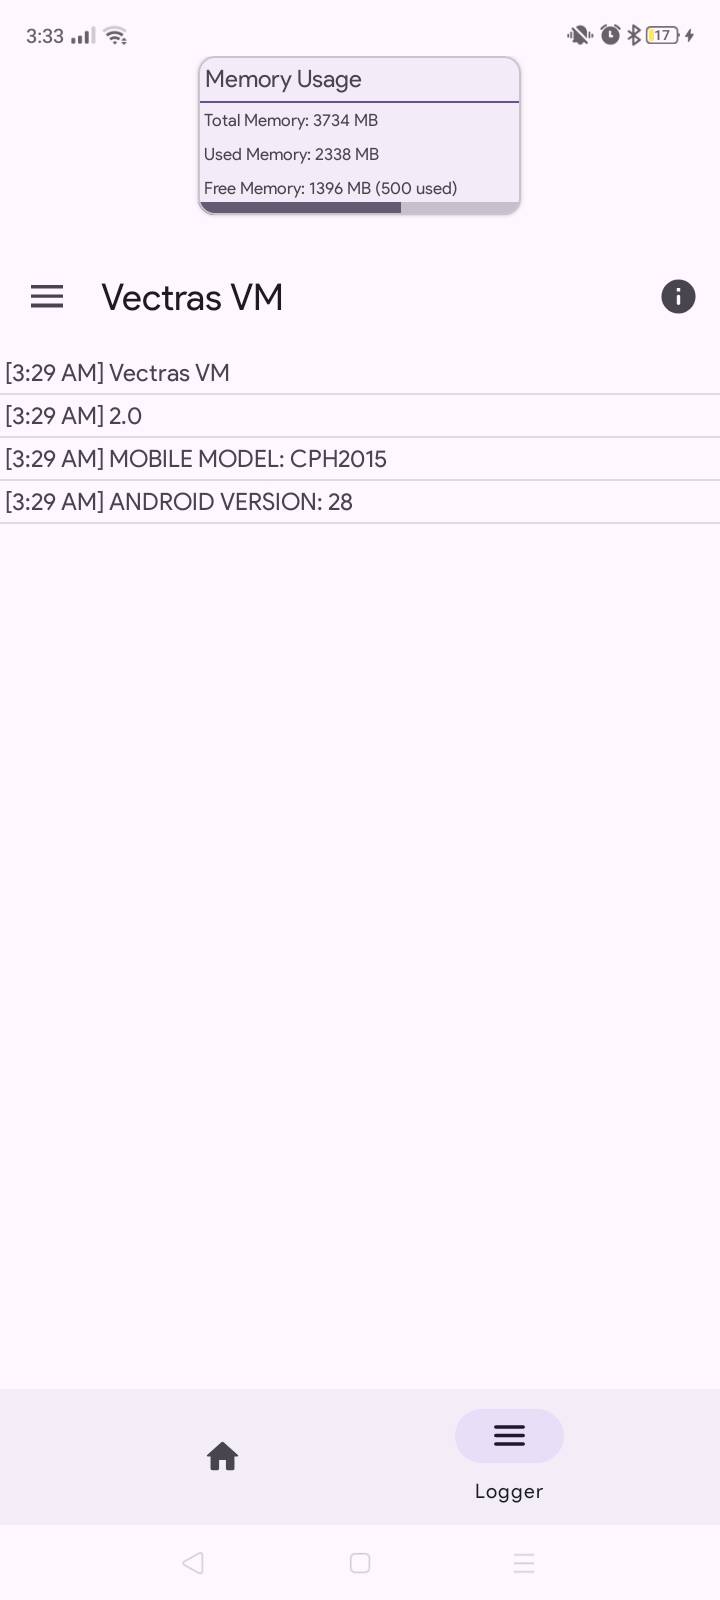 3:33
17
Memory Usage
Total Memory: 3734 MB
Used Memory: 2338 MB
Free Memory: 1396 MB (500 used)
Vectras VM
[3:29 AM] Vectras VM
[3:29 AM] 2.0
[3:29 AM] MOBILE MODEL: CPH2015
[3:29 AM] ANDROID VERSION: 28
Logger